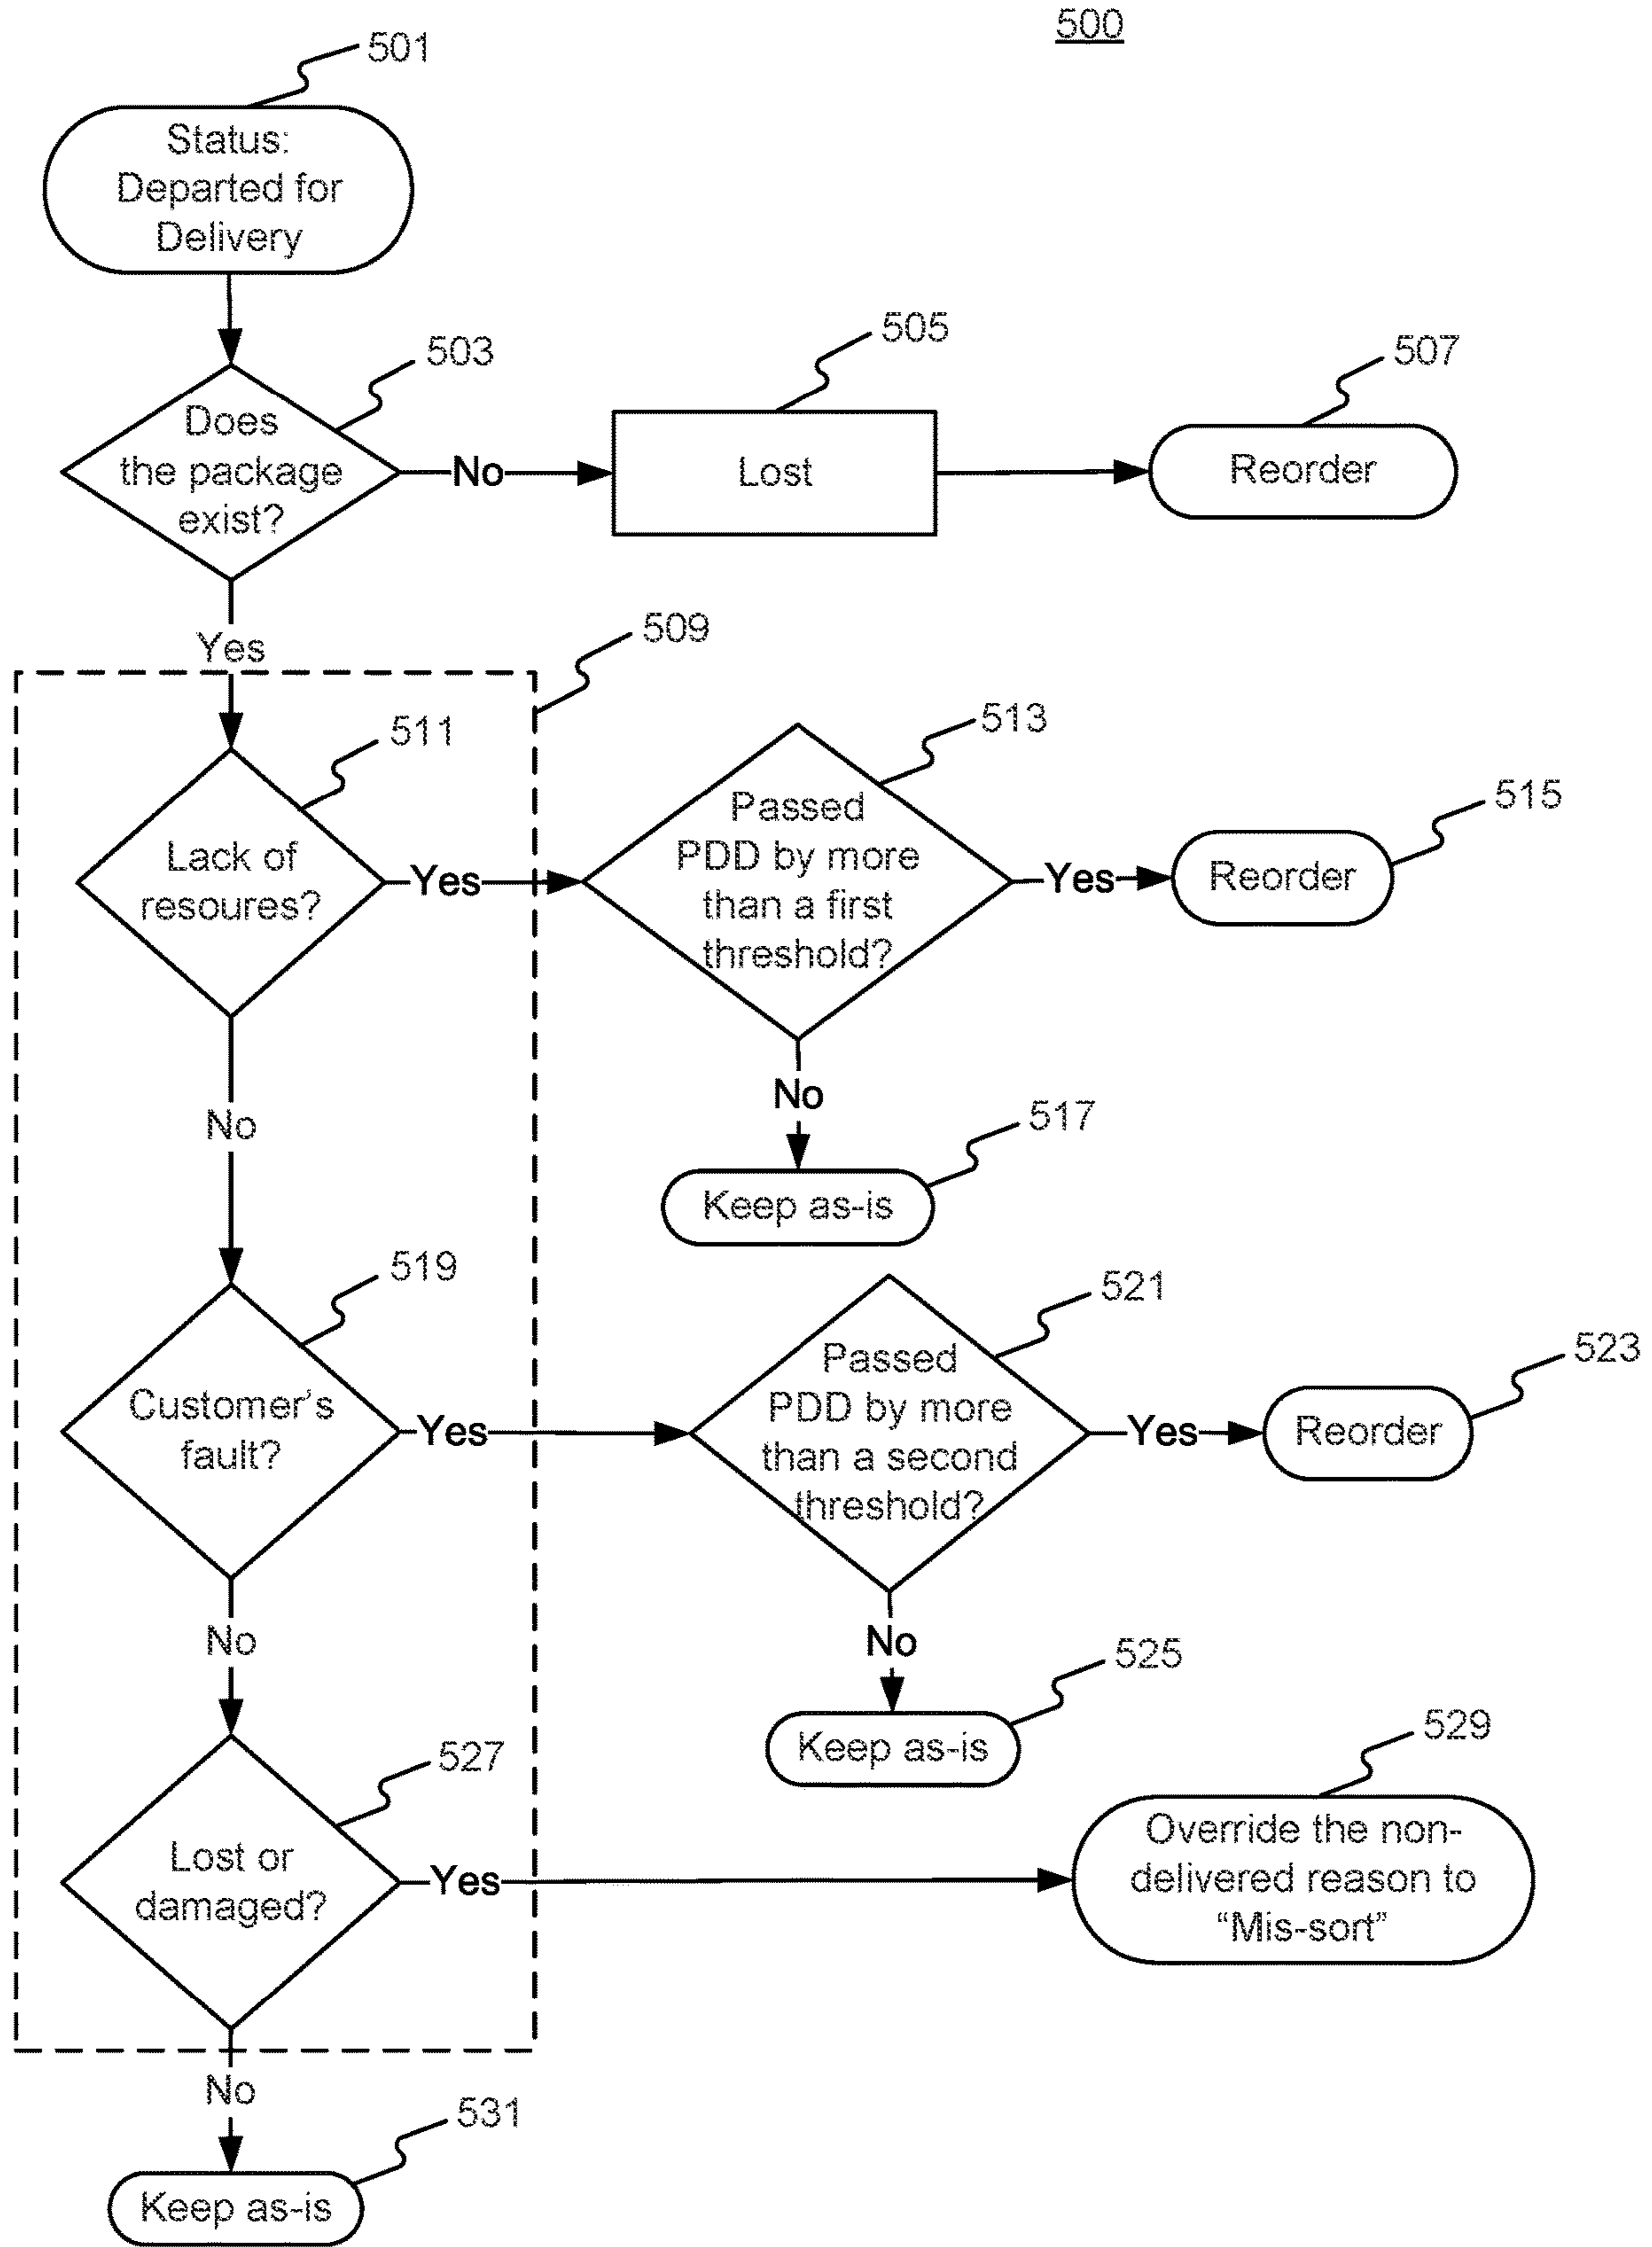 500
501
Status:
Departed for
Delivery
503
Does
the package
exist?
No
505
Lost
507
Reorder
Yes
509
511
Lack of
resoures?
Yes
513
Passed
PDD by more
than a first
threshold?
Yes
515
Reorder
No
517
Keep as-is
No
519
Customer's
fault?
Yes
521
Passed
PDD by more
than a second
threshold?
Yes
523
Reorder
No
525
Keep as-is
No
527
Lost or
damaged?
Yes
529
Override the non-
delivered reason to
“Mis-sort”
No
531
Keep as-is